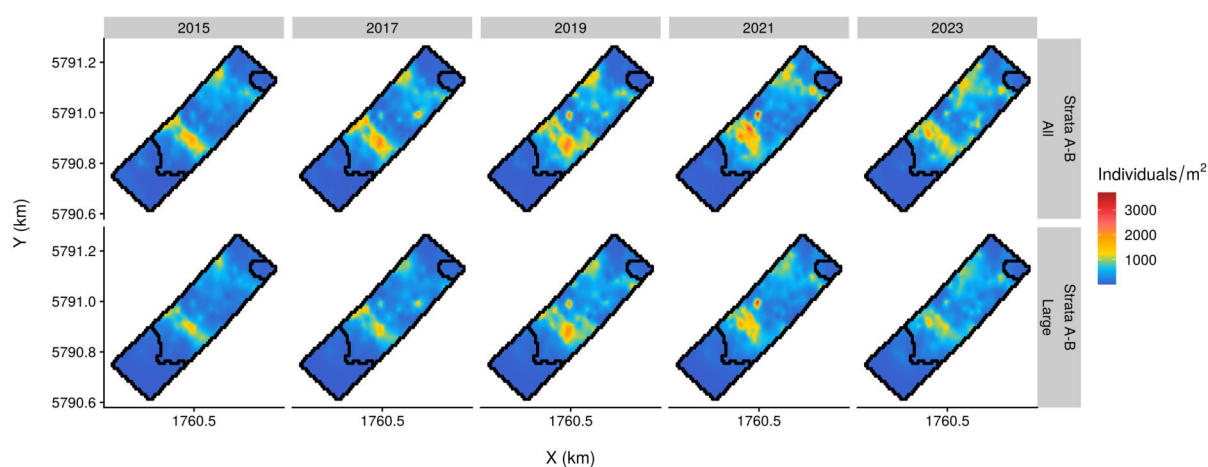 2015 2017 2019 2021 2023
5791.2
5791.0
5790.8
5790.6
Strata A-B
All
5791.2
5791.0
5790.8
5790.6
Strata A-B
Large
Y (km)
1760.5 1760.5 1760.5 1760.5 1760.5
X (km)
Individuals/m²
3000
2000
1000